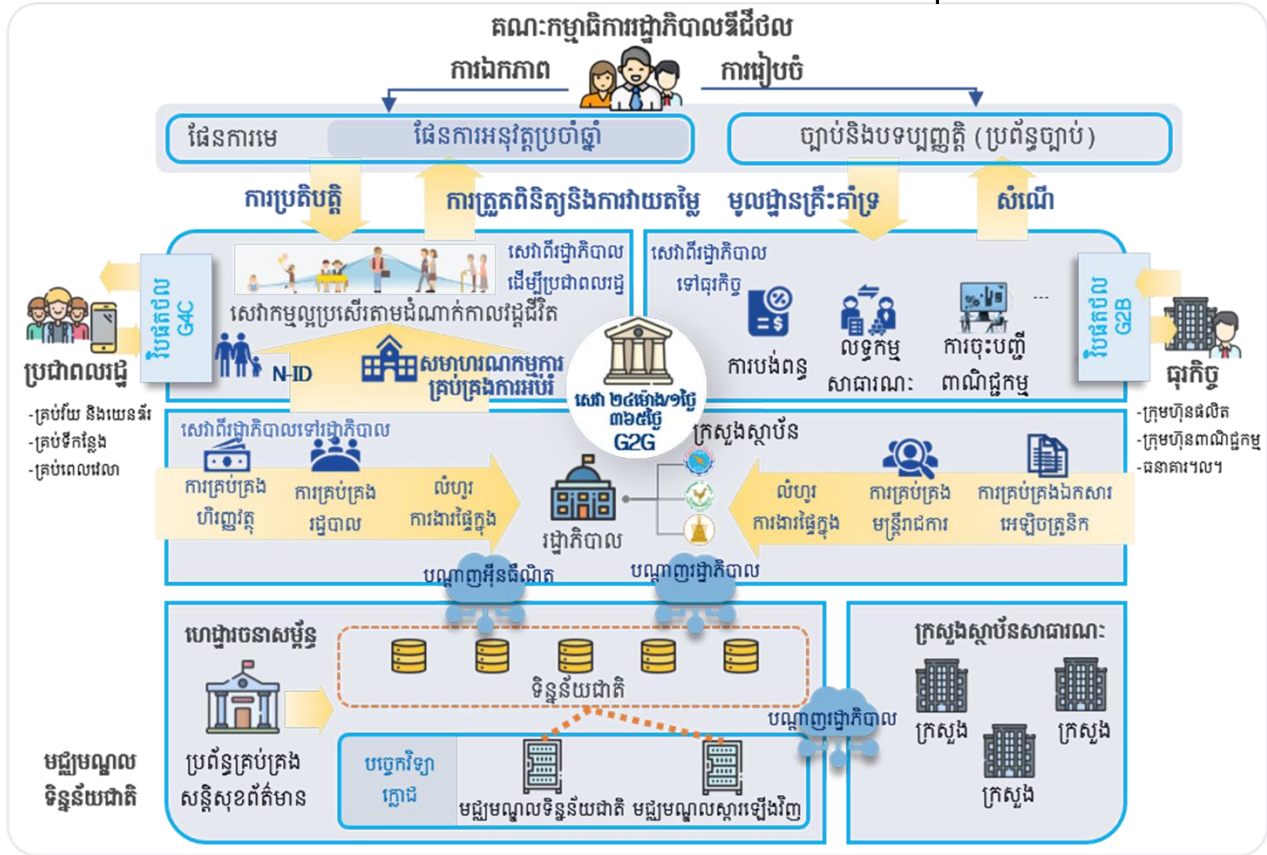 គណៈកម្មាធិការរដ្ឋាភិបាលឌីជីថល
ការឯកភាព
ការរៀបចំ
ផែនការមេ
ផែនការអនុវត្តប្រចាំឆ្នាំ
ច្បាប់និងបទប្បញ្ញត្តិ (ប្រព័ន្ធច្បាប់)
ការប្រតិបត្តិ
ការត្រួតពិនិត្យនិងការវាយតម្លៃ
មូលដ្ឋានគ្រឹះគាំទ្រ
សំណើ
សេវាពីរដ្ឋាភិបាល
ដើម្បីប្រជាពលរដ្ឋ
សេវាកម្មល្អប្រសើរតាមដំណាក់កាលវដ្តជីវិត
N-ID
សមាហរណកម្មការ
គ្រប់គ្រងការអប់រំ
វិបផតថល
G4C
ប្រជាពលរដ្ឋ
-គ្រប់វ័យ និងយេនឌ័រ
-គ្រប់ទីកន្លែង
-គ្រប់ពេលវេលា
សេវាពីរដ្ឋាភិបាល
ទៅធុរកិច្ច
ការបង់ពន្ធ
លទ្ធកម្ម
សាធារណៈ
ការចុះបញ្ជី
ពាណិជ្ជកម្ម
...
វិបផតថល
G2B
ធុរកិច្ច
-ក្រុមហ៊ុនផលិត
-ក្រុមហ៊ុនពាណិជ្ជកម្ម
-ធនាគារ។ល។
សេវា ២៤ម៉ោង/១ថ្ងៃ
៣៦៥ថ្ងៃ
G2G
សេវាពីរដ្ឋាភិបាលទៅរដ្ឋាភិបាល
ការគ្រប់គ្រង
ហិរញ្ញវត្ថុ
ការគ្រប់គ្រង
រដ្ឋបាល
លំហូរ
ការងារផ្ទៃក្នុង
រដ្ឋាភិបាល
ក្រសួងស្ថាប័ន
លំហូរ
ការងារផ្ទៃក្នុង
ការគ្រប់គ្រង
មន្ត្រីរាជការ
ការគ្រប់គ្រងឯកសារ
អេឡិចត្រូនិក
បណ្តាញអ៊ីនធឺណិត
បណ្តាញរដ្ឋាភិបាល
ហេដ្ឋារចនាសម្ព័ន្ធ
ទិន្នន័យជាតិ
ប្រព័ន្ធគ្រប់គ្រង
សន្តិសុខព័ត៌មាន
បច្ចេកវិទ្យា
ក្លោដ
មជ្ឈមណ្ឌលទិន្នន័យជាតិ
មជ្ឈមណ្ឌលស្តារឡើងវិញ
បណ្តាញរដ្ឋាភិបាល
ក្រសួងស្ថាប័នសាធារណៈ
ក្រសួង
ក្រសួង
ក្រសួង
មជ្ឈមណ្ឌល
ទិន្នន័យជាតិ